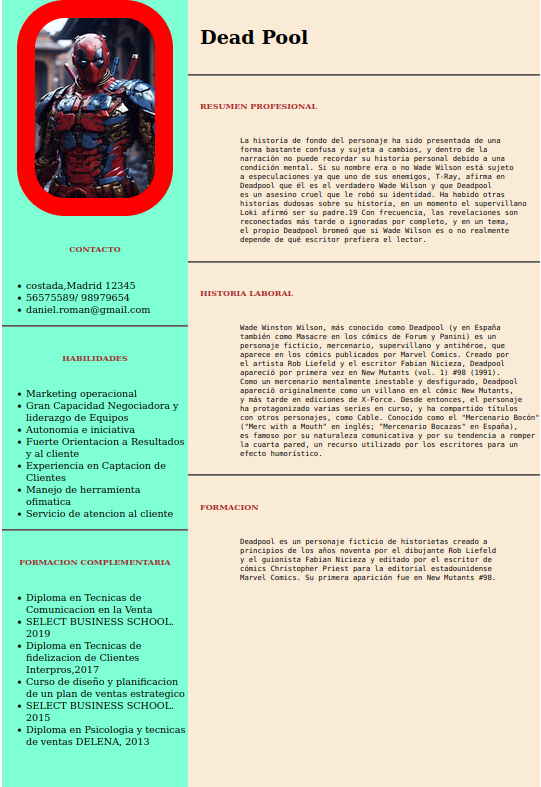 Dead Pool
CONTACTO
costada,Madrid 12345
56575589/ 98979654
daniel.roman@gmail.com
HABILIDADES
Marketing operacional
Gran Capacidad Negociadora y
liderazgo de Equipos
Autonomia e iniciativa
Fuerte Orientacion a Resultados
y al cliente
Experiencia en Captacion de
Clientes
Manejo de herramienta
ofimatica
Servicio de atencion al cliente
FORMACION COMPLEMENTARIA
Diploma en Tecnicas de
Comunicacion en la Venta
SELECT BUSINESS SCHOOL.
2019
Diploma en Tecnicas de
fidelizacion de Clientes
Interpros,2017
Curso de diseño y planificacion
de un plan de ventas estrategico
SELECT BUSINESS SCHOOL.
2015
Diploma en Psicologia y tecnicas
de ventas DELENA, 2013
RESUMEN PROFESIONAL
La historia de fondo del personaje ha sido presentada de una
forma bastante confusa y sujeta a cambios, y dentro de la
narración no puede recordar su historia personal debido a una
condición mental. Si su nombre era o no Wade Wilson está sujeto
a especulaciones ya que uno de sus enemigos, T-Ray, afirma en
Deadpool que él es el verdadero Wade Wilson y que Deadpool
es un asesino cruel que le robó su identidad. Ha habido otras
historias dudosas sobre su historia, en un momento el supervillano
Loki afirmó ser su padre.19 Con frecuencia, las revelaciones son
reconectadas más tarde o ignoradas por completo, y en un tema,
el propio Deadpool bromeó que si Wade Wilson es o no realmente
depende de qué escritor prefiera el lector.
HISTORIA LABORAL
Wade Winston Wilson, más conocido como Deadpool (y en España
también como Masacre en los cómics de Forum y Panini) es un
personaje ficticio, mercenario, supervillano y antihéroe, que
aparece en los cómics publicados por Marvel Comics. Creado por
el artista Rob Liefeld y el escritor Fabian Nicieza, Deadpool
apareció por primera vez en New Mutants (vol. 1) #98 (1991).
Como un mercenario mentalmente inestable y desfigurado, Deadpool
apareció originalmente como un villano en el cómic New Mutants,
y más tarde en ediciones de X-Force. Desde entonces, el personaje
ha protagonizado varias series en curso, y ha compartido títulos
con otros personajes, como Cable. Conocido como el "Mercenario Bocón"
("Merc with a Mouth" en inglés; "Mercenario Bocazas" en España),
es famoso por su naturaleza comunicativa y por su tendencia a romper
la cuarta pared, un recurso utilizado por los escritores para un
efecto humorístico.
FORMACION
Deadpool es un personaje ficticio de historietas creado a
principios de los años noventa por el dibujante Rob Liefeld
y el guionista Fabian Nicieza y editado por el escritor de
cómics Christopher Priest para la editorial estadounidense
Marvel Comics. Su primera aparición fue en New Mutants #98.